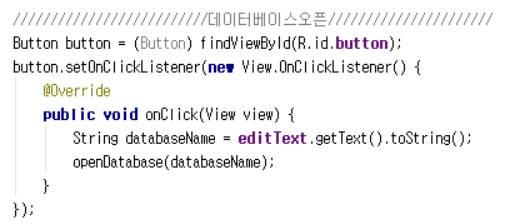 /////////////////////////데이터베이스오픈/////////////////////
Button button = (Button) findViewById(R.id.button);
button.setOnClickListener(new View.OnClickListener() {
@Override
public void onClick(View view) {
String databaseName = editText.getText().toString();
openDatabase(databaseName);
}
});